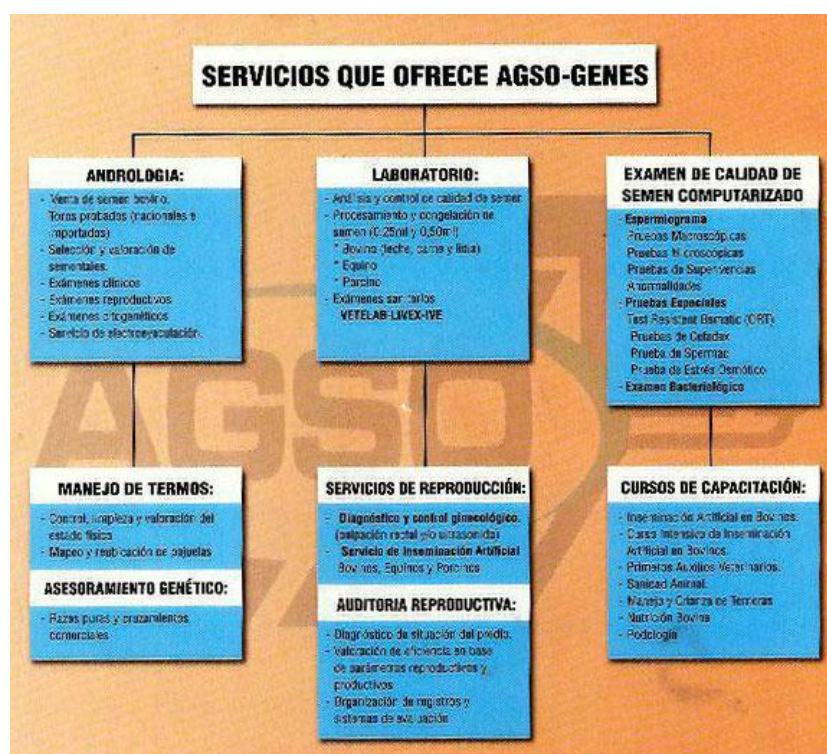 SERVICIOS QUE OFRECE AGSO-GENES
ANDROLOGIA:
- Venta de semen bovino.
Toros probados (nacionales e
importados)
- Selección y valoración de
sementales.
- Exámenes clínicos
- Exámenes reproductivos
- Exámenes citogenéticos
- Servicio de electroeyaculación.
LABORATORIO:
- Análisis y control de calidad de semen
- Procesamiento y congelación de
semen (0.25ml y 0,50ml)
* Bovino (leche, carne y lidia)
* Equino
* Porcino
- Exámenes sanitarios
VETELAB-LIVEX-IVE
EXAMEN DE CALIDAD DE
SEMEN COMPUTARIZADO
- Espermiograma
Pruebas Macroscópicas
Pruebas Microscópicas
Pruebas de Supervivencias
Anormalidades
- Pruebas Especiales
Test Resistent Osmatic (ORT)
Pruebas de
Prueba de Spermac
Prueba de Estrés Osmótico
- Examen Bacteriológico
MANEJO DE TERMOS:
- Control, limpieza y valoración del
estado físico
- Mapeo y reubicación de pajuelas
ASESORAMIENTO GENÉTICO:
- Razas puras y cruzamientos
comerciales
SERVICIOS DE REPRODUCCIÓN:
- Diagnóstico y control ginecológico.
(palpación rectal y/o ultrasonido)
- Servicio de Inseminación Artificial
Bovinos, Equinos y Porcinos
AUDITORIA REPRODUCTIVA:
- Diagnóstico de situación del predio.
- Valoración de eficiencia en base
de parámetros reproductivos y
productivos
- Organización de registros y
sistemas de evaluación
CURSOS DE CAPACITACIÓN:
- Inseminación Artificial en Bovinos.
- Curso Intensivo de Inseminación
Artificial en Bovinos.
- Primeros Auxilios Veterinarios.
- Sanidad Animal.
- Manejo y Crianza de Terneras
- Nutrición Bovina
- Podología
AGSO